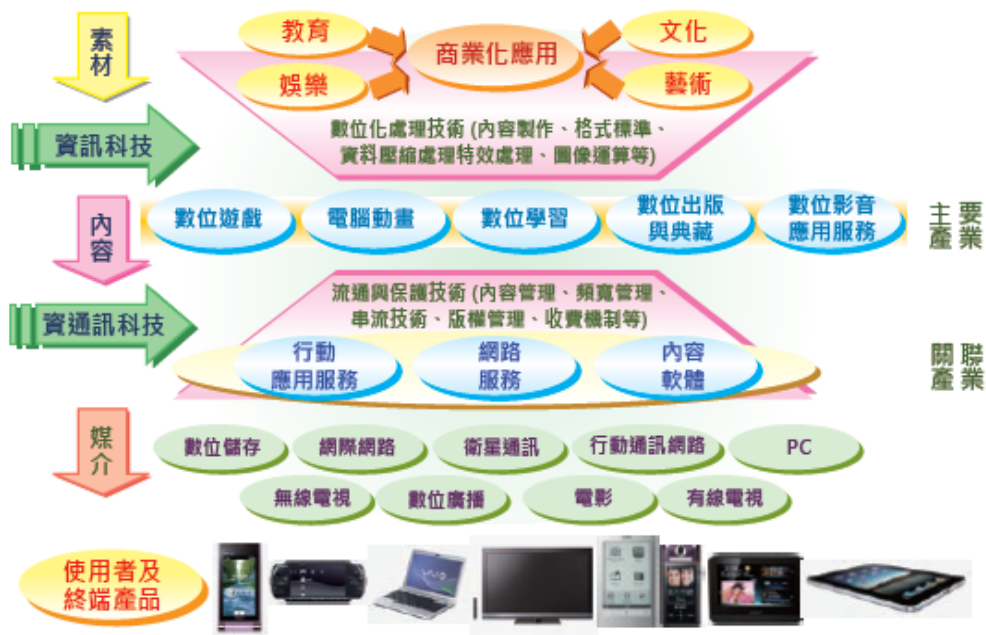 素材
教育
商業化應用
文化
娛樂
藝術
數位化處理技術 (內容製作、格式標準、
資料壓縮處理特效處理、圖像運算等)
資訊科技
內容
數位遊戲
電腦動畫
數位學習
數位出版
與典藏
數位影音
應用服務
主要
產業
流通與保護技術 (內容管理、頻寬管理、
串流技術、版權管理、收費機制等)
資通訊科技
行動
應用服務
網路
服務
內容
軟體
關聯
產業
媒介
數位儲存
網際網路
衛星通訊
行動通訊網路
PC
無線電視
數位廣播
電影
有線電視
使用者及
終端產品
VAIO